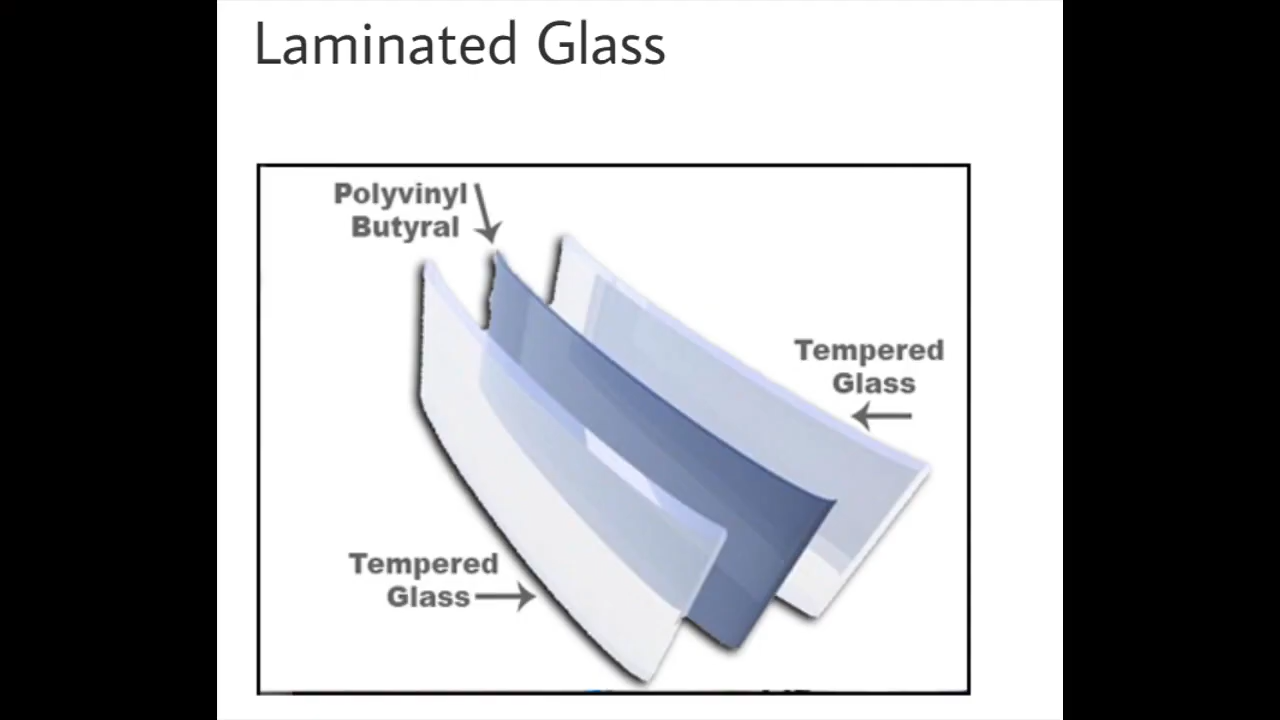 Laminated Glass
Polyvinyl
Butyral
Tempered
Glass
Tempered
Glass